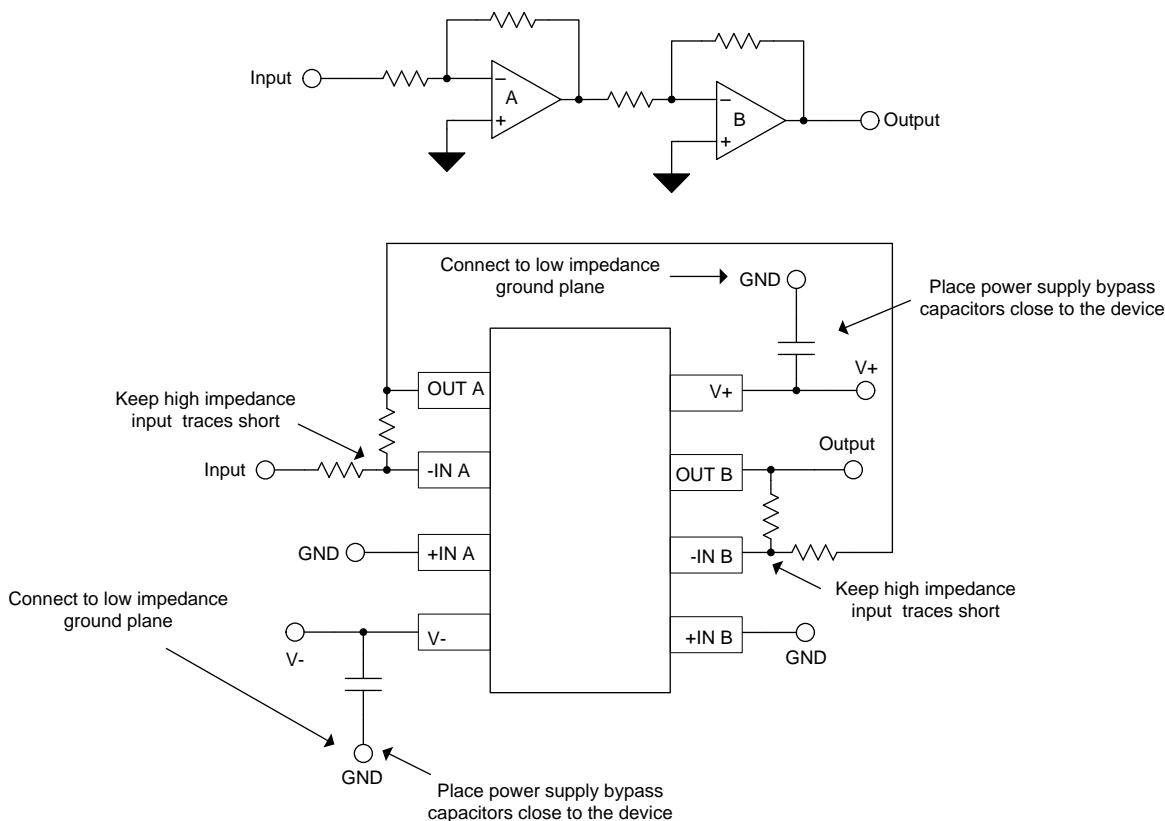 Input
−
A
+
−
B
+
Output
Connect to low impedance
ground plane
GND
Place power supply bypass
capacitors close to the device
V+
OUT A
V+
Keep high impedance
input traces short
Output
Input
-IN A
OUT B
GND
+IN A
-IN B
Keep high impedance
input traces short
Connect to low impedance
ground plane
V-
V-
+IN B
GND
GND
Place power supply bypass
capacitors close to the device